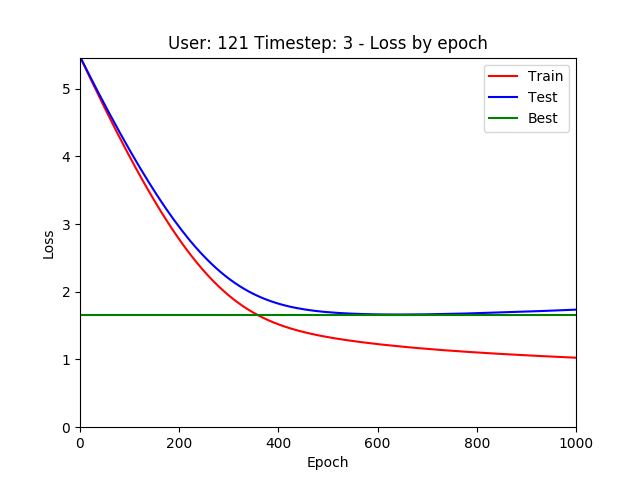 User: 121 Timestep: 3 - Loss by epoch
Train
Test
Best
Loss
5
4
3
2
1
0
0 200 400 600 800 1000
Epoch